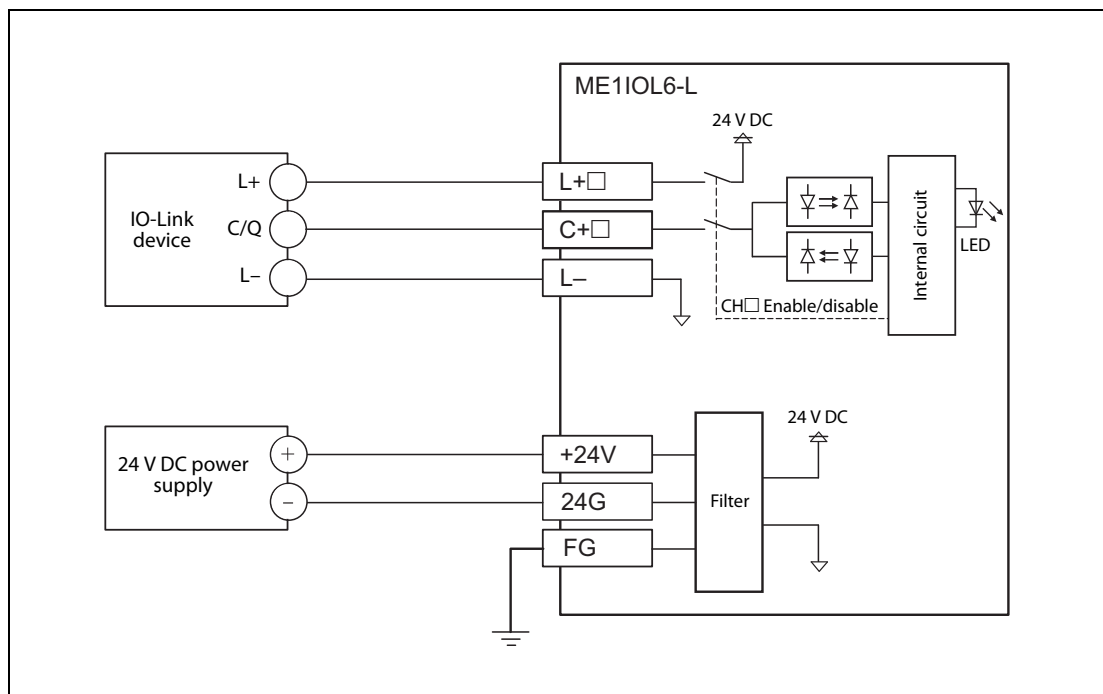 ME1IOL6-L
24 V DC
L+
L+□
IO-Link
device
C/Q
C+□
L–
L–
Internal circuit
LED
CH□ Enable/disable
24 V DC
24 V DC power
supply
+
+24V
–
24G
Filter
FG